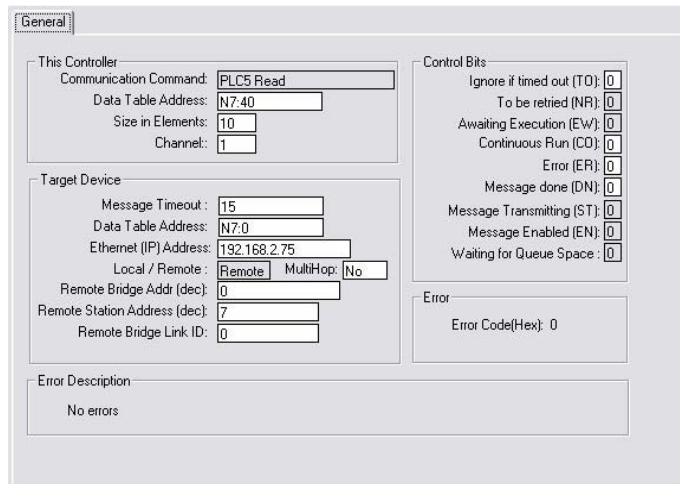 General
This Controller
Communication Command: PLC5 Read
Data Table Address: N7:40
Size in Elements: 10
Channel:: 1
Target Device
Message Timeout : 15
Data Table Address: N7:0
Ethernet (IP) Address: 192.168.2.75
Local / Remote : Remote MultiHop: No
Remote Bridge Addr (dec): 0
Remote Station Address (dec): 7
Remote Bridge Link ID: 0
Control Bits
Ignore if timed out (TO): 0
To be retried (NR): 0
Awaiting Execution (EW): 0
Continuous Run (CO): 0
Error (ER): 0
Message done (DN): 0
Message Transmitting (ST): 0
Message Enabled (EN): 0
Waiting for Queue Space : 0
Error
Error Code(Hex): 0
Error Description
No errors